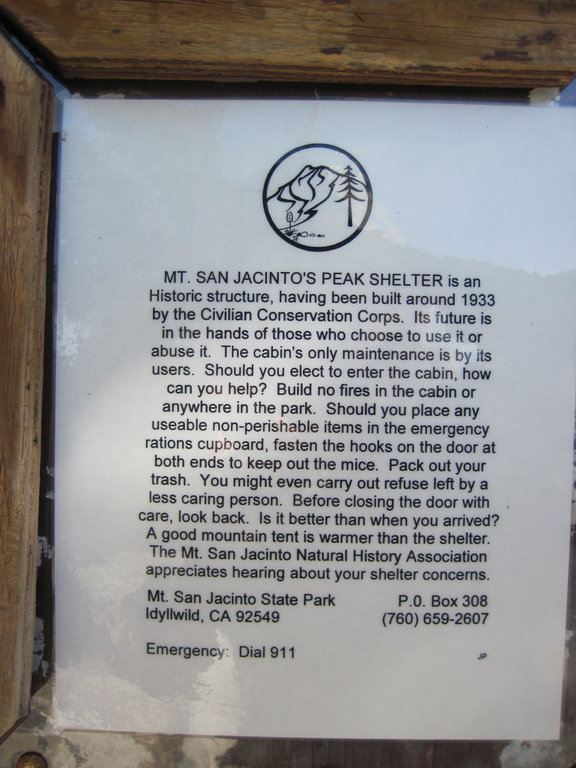 MT. SAN JACINTO'S PEAK SHELTER is an
Historic structure, having been built around 1933
by the Civilian Conservation Corps.  Its future is
in the hands of those who choose to use it or
abuse it.  The cabin's only maintenance is by its
users.  Should you elect to enter the cabin, how
can you help?  Build no fires in the cabin or
anywhere in the park.  Should you place any
useable non-perishable items in the emergency
rations cupboard, fasten the hooks on the door at
both ends to keep out the mice.  Pack out your
trash.  You might even carry out refuse left by a
less caring person.  Before closing the door with
care, look back.  Is it better than when you arrived?
A good mountain tent is warmer than the shelter.
The Mt. San Jacinto Natural History Association
appreciates hearing about your shelter concerns.
Mt. San Jacinto State Park P.O. Box 308
Idyllwild, CA 92549 (760) 659-2607
Emergency:  Dial 911 JP